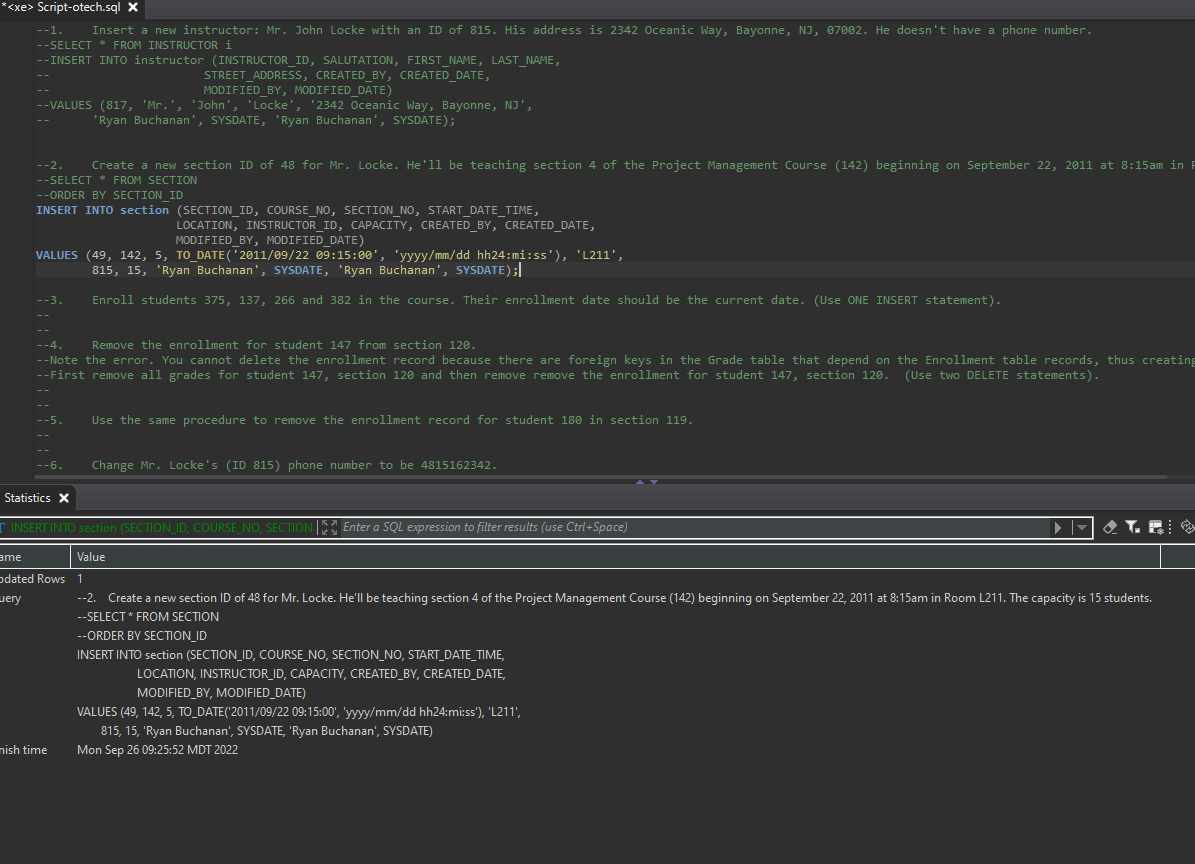 *<xe> Script-otech.sql
--1.    Insert a new instructor: Mr. John Locke with an ID of 815. His address is 2342 Oceanic Way, Bayonne, NJ, 07002. He doesn't have a phone number.
--SELECT * FROM INSTRUCTOR i
--INSERT INTO instructor (INSTRUCTOR_ID, SALUTATION, FIRST_NAME, LAST_NAME,
--                      STREET_ADDRESS, CREATED_BY, CREATED_DATE,
--                      MODIFIED_BY, MODIFIED_DATE)
--VALUES (817, 'Mr.', 'John', 'Locke', '2342 Oceanic Way, Bayonne, NJ',
--      'Ryan Buchanan', SYSDATE, 'Ryan Buchanan', SYSDATE);
--2.    Create a new section ID of 48 for Mr. Locke. He'll be teaching section 4 of the Project Management Course (142) beginning on September 22, 2011 at 8:15am in
--SELECT * FROM SECTION
--ORDER BY SECTION_ID
INSERT INTO section (SECTION_ID, COURSE_NO, SECTION_NO, START_DATE_TIME,
                    LOCATION, INSTRUCTOR_ID, CAPACITY, CREATED_BY, CREATED_DATE,
                    MODIFIED_BY, MODIFIED_DATE)
VALUES (49, 142, 5, TO_DATE('2011/09/22 09:15:00', 'yyyy/mm/dd hh24:mi:ss'), 'L211',
        815, 15, 'Ryan Buchanan', SYSDATE, 'Ryan Buchanan', SYSDATE);
--3.    Enroll students 375, 137, 266 and 382 in the course. Their enrollment date should be the current date. (Use ONE INSERT statement).
--
--
--4.    Remove the enrollment for student 147 from section 120.
--Note the error. You cannot delete the enrollment record because there are foreign keys in the Grade table that depend on the Enrollment table records, thus creating
--First remove all grades for student 147, section 120 and then remove remove the enrollment for student 147, section 120.  (Use two DELETE statements).
--
--
--5.    Use the same procedure to remove the enrollment record for student 180 in section 119.
--
--
--6.    Change Mr. Locke's (ID 815) phone number to be 4815162342.
Statistics
INSERT INTO section (SECTION_ID, COURSE_NO, SECTION Enter a SQL expression to filter results (use Ctrl+Space)
ame Value
pdated Rows 1
uery --2.    Create a new section ID of 48 for Mr. Locke. He'll be teaching section 4 of the Project Management Course (142) beginning on September 22, 2011 at 8:15am in Room L211. The capacity is 15 students.
--SELECT * FROM SECTION
--ORDER BY SECTION_ID
INSERT INTO section (SECTION_ID, COURSE_NO, SECTION_NO, START_DATE_TIME,
LOCATION, INSTRUCTOR_ID, CAPACITY, CREATED_BY, CREATED_DATE,
MODIFIED_BY, MODIFIED_DATE)
VALUES (49, 142, 5, TO_DATE('2011/09/22 09:15:00', 'yyyy/mm/dd hh24:mi:ss'), 'L211',
815, 15, 'Ryan Buchanan', SYSDATE, 'Ryan Buchanan', SYSDATE)
nish time Mon Sep 26 09:25:52 MDT 2022